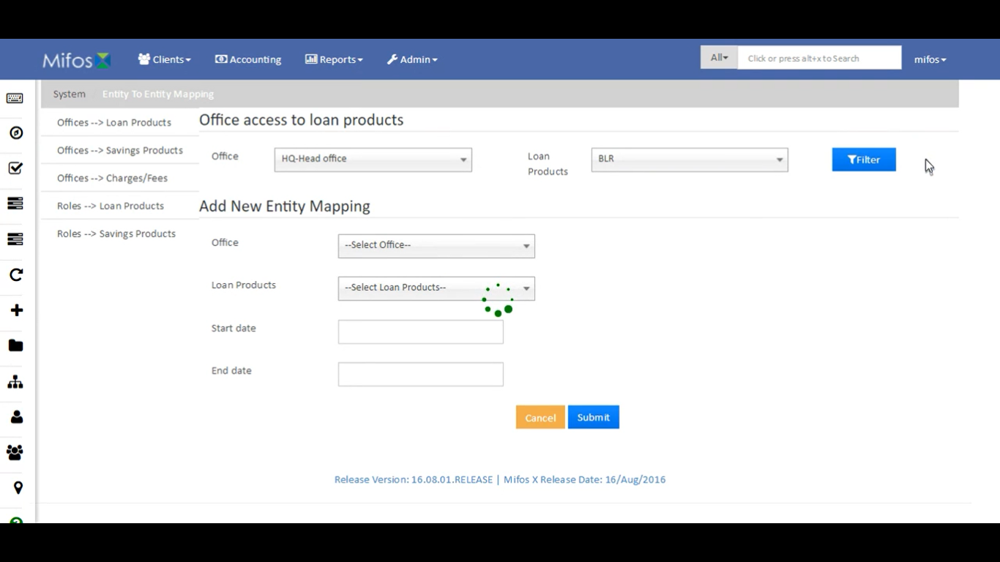 Mifos
Clients
Accounting
Reports
Admin
All
Click or press alt+x to Search
mifos
System
Entity To Entity Mapping
Offices --> Loan Products
Offices --> Savings Products
Offices --> Charges/Fees
Roles --> Loan Products
Roles --> Savings Products
Office access to loan products
Office
HQ-Head office
Loan
Products
BLR
Filter
Add New Entity Mapping
Office
--Select Office--
Loan Products
--Select Loan Products--
Start date
End date
Cancel
Submit
Release Version: 16.08.01.RELEASE | Mifos X Release Date: 16/Aug/2016